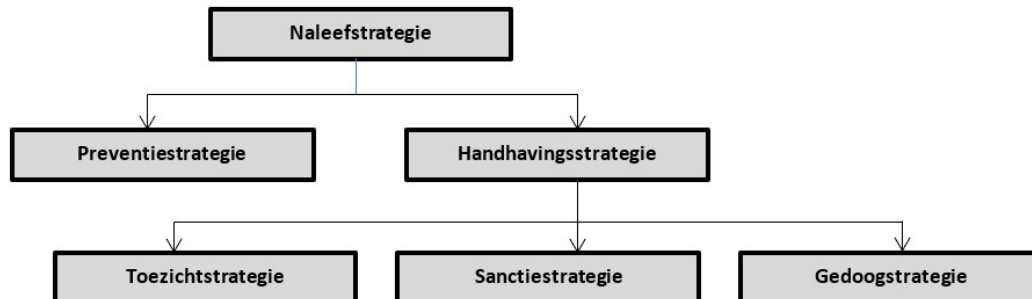 Naleefstrategie
Preventiestrategie
Handhavingsstrategie
Toezichtstrategie
Sanctiestrategie
Gedoogstrategie